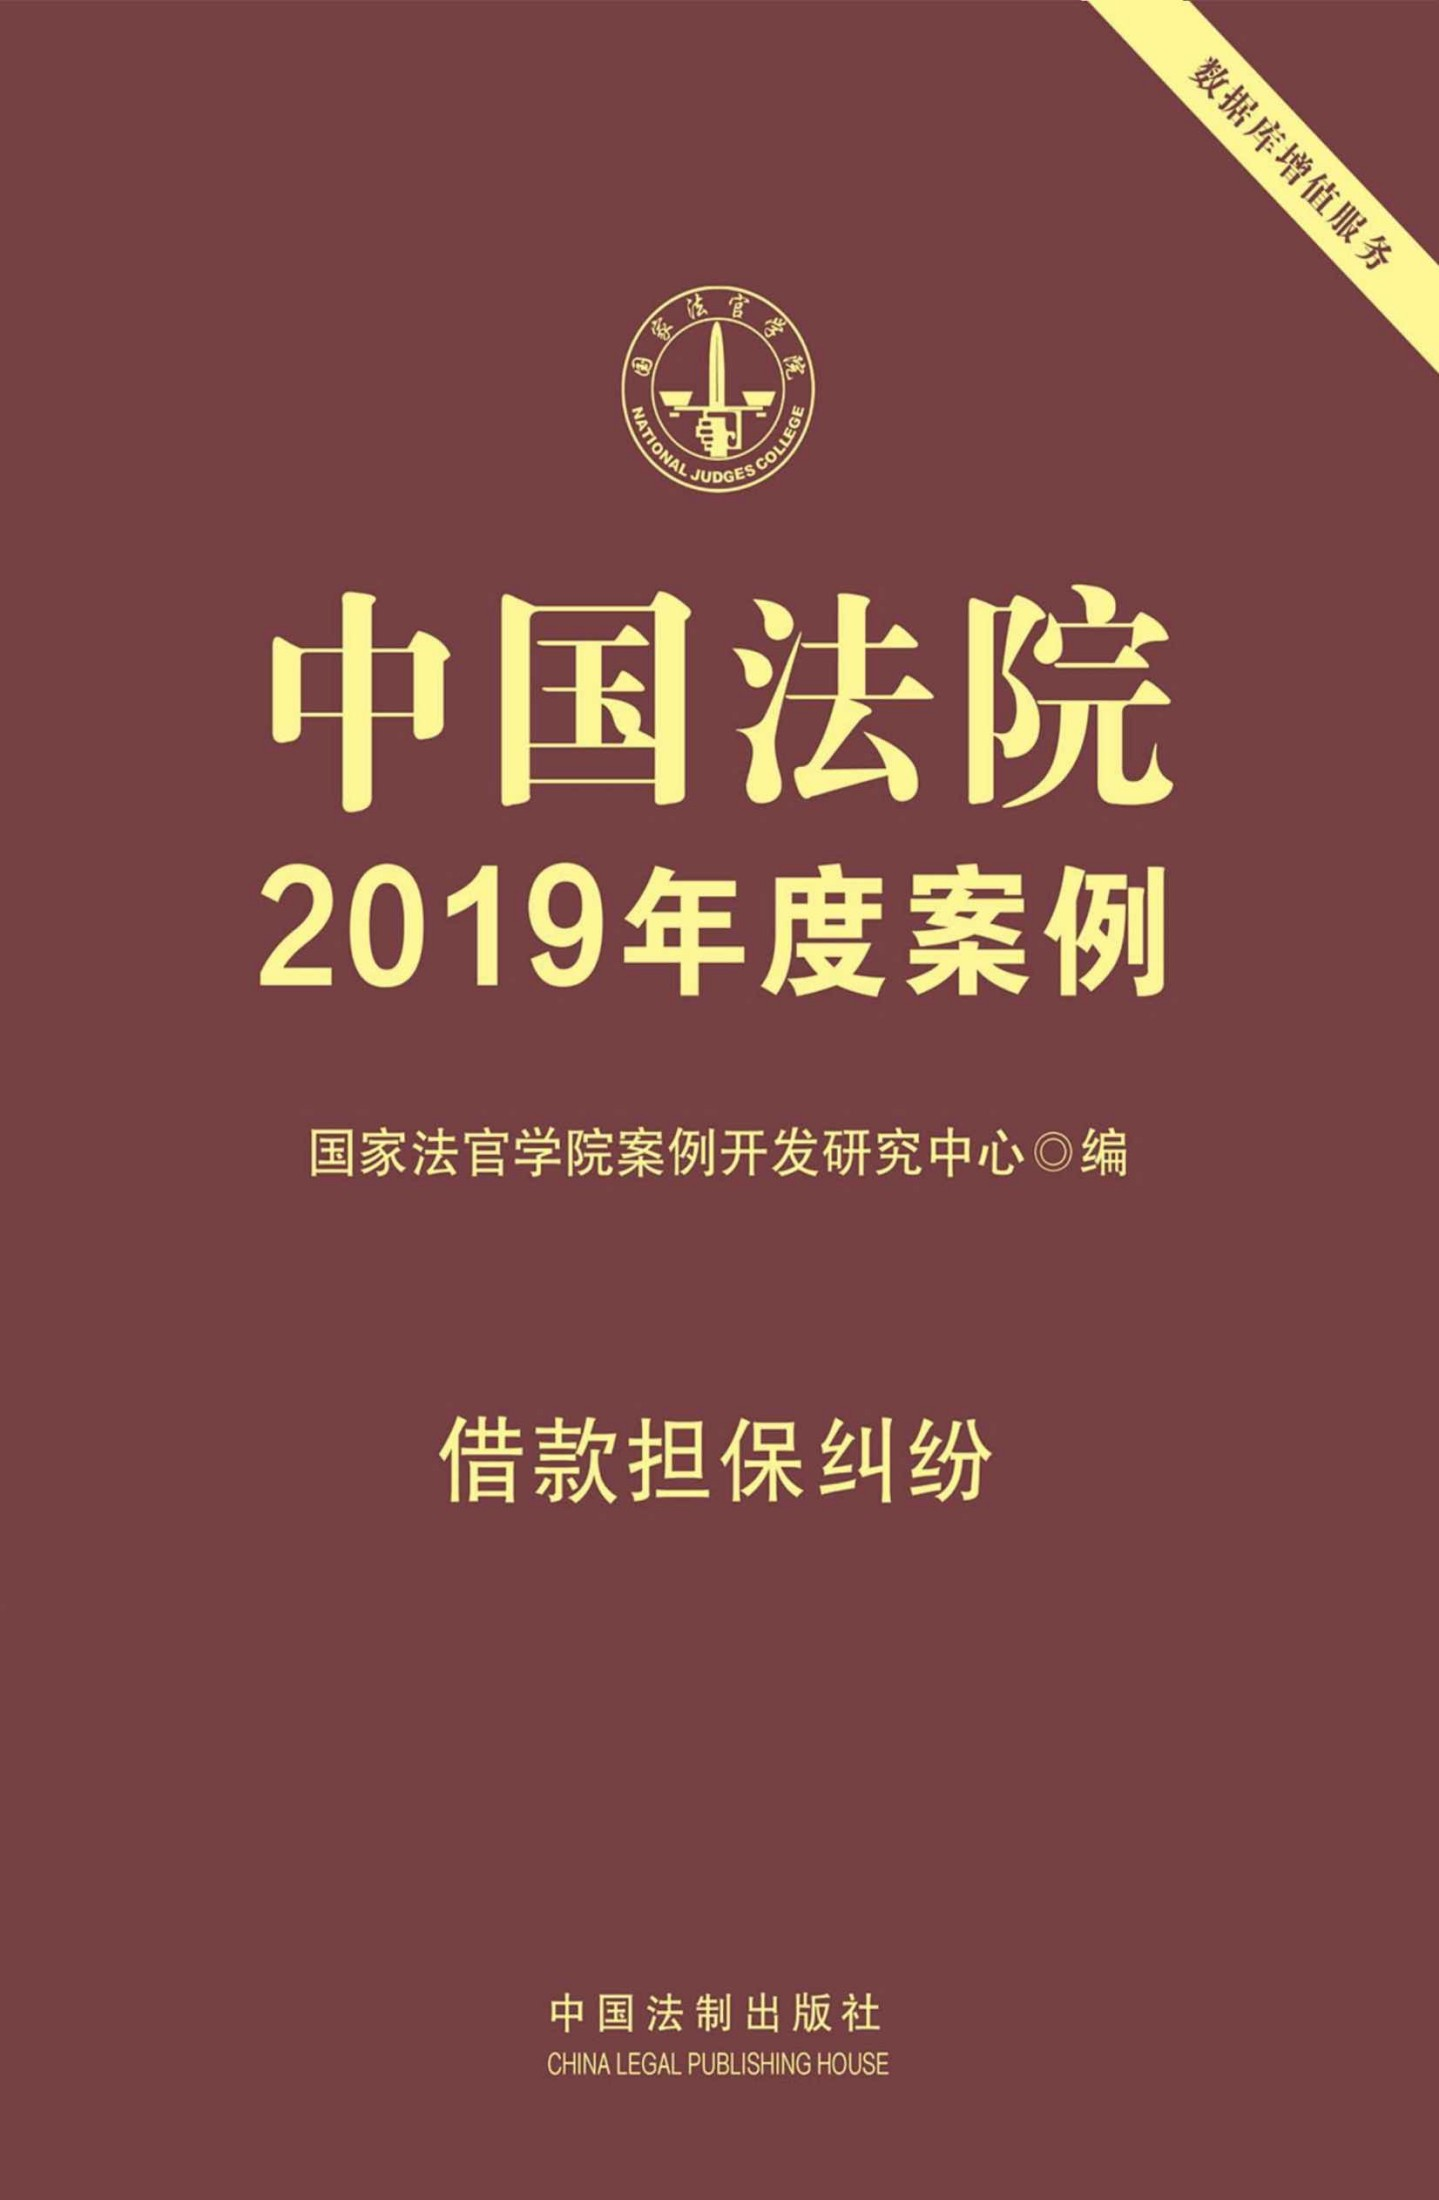 数据库增值服务
国家法官学院
NATIONAL JUDGES COLLEGE
中国法院
2019年度案例
国家法官学院案例开发研究中心◎编
借款担保纠纷
中国法制出版社
CHINA LEGAL PUBLISHING HOUSE